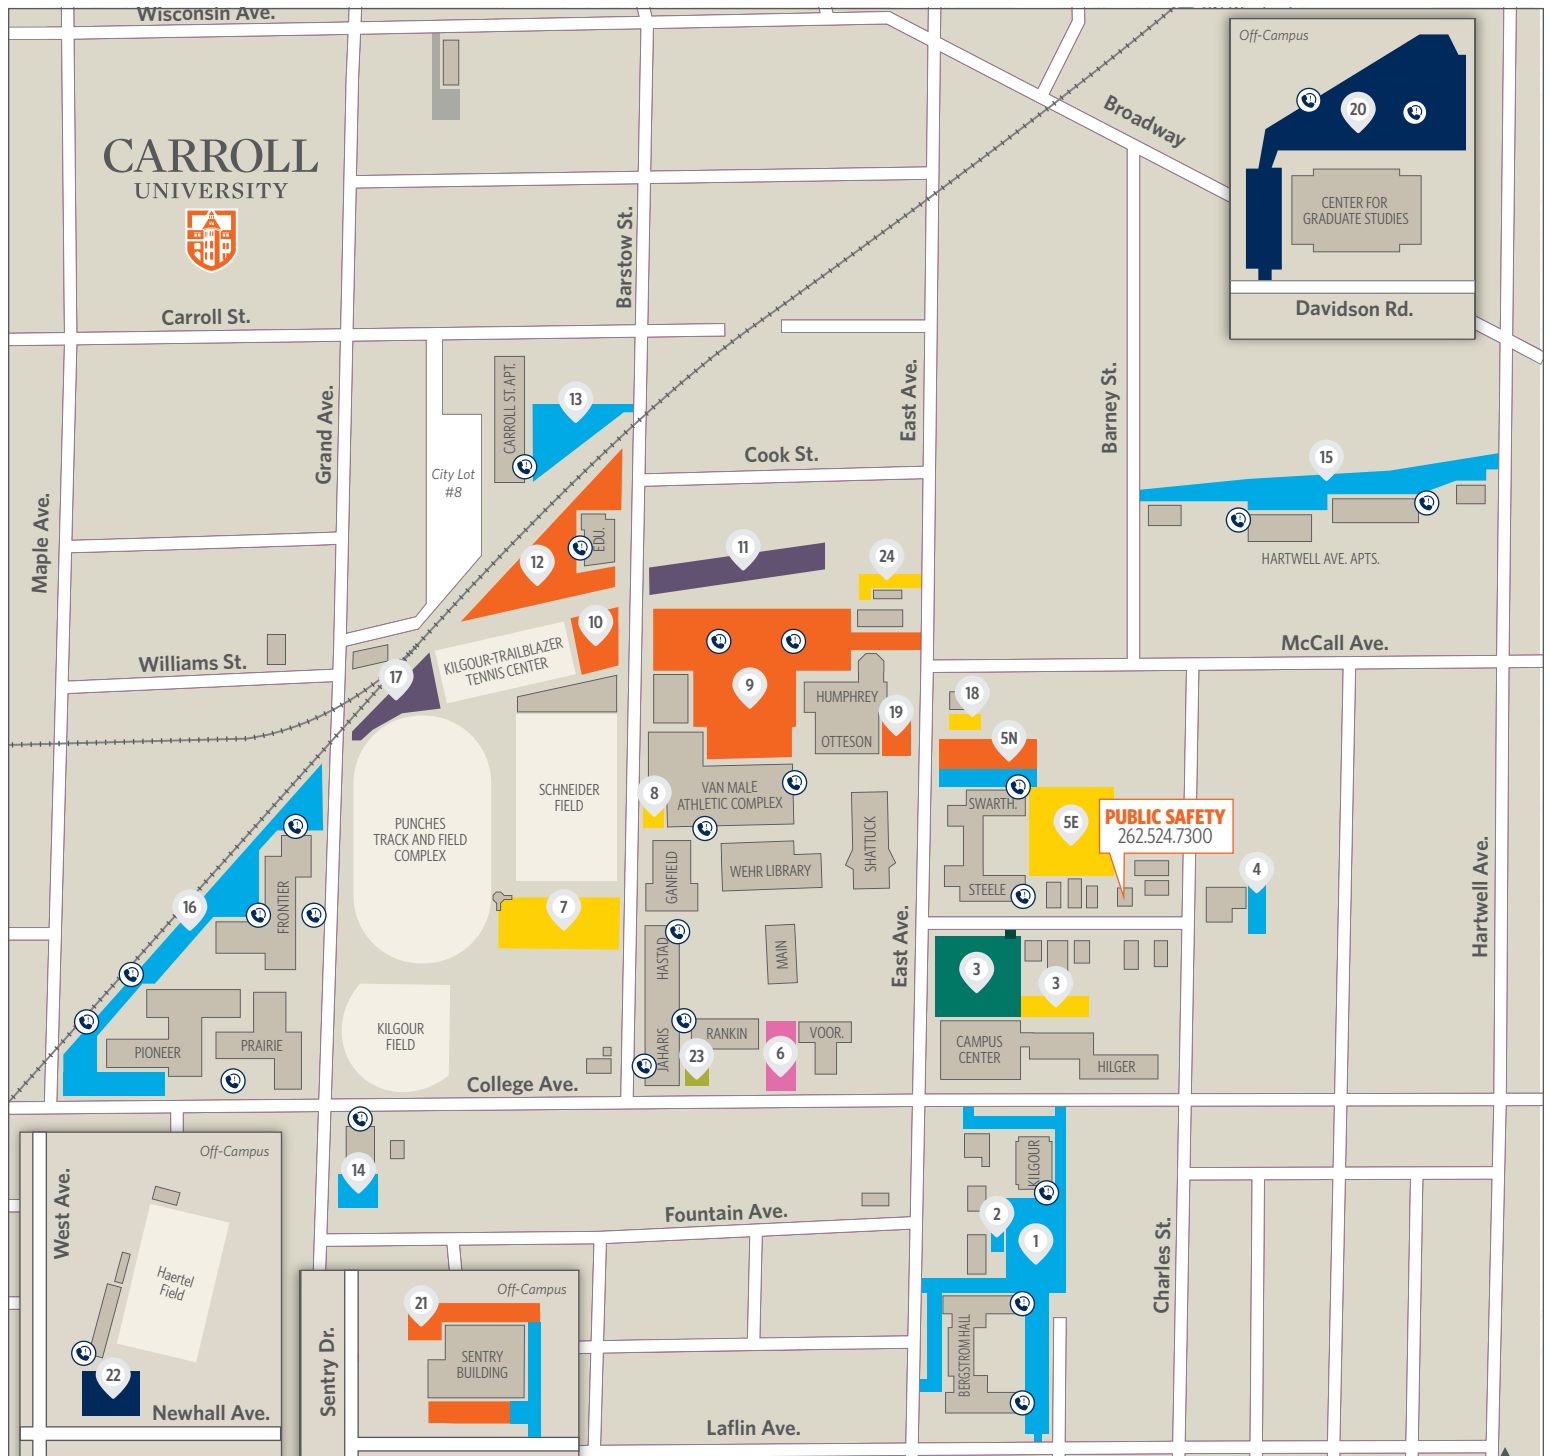 Wisconsin Ave.
Off-Campus
20
Broadway
CARROLL
UNIVERSITY
CENTER FOR
GRADUATE STUDIES
Barstow St.
Carroll St.
Davidson Rd.
Grand Ave.
CARROLL ST. APT.
13
East Ave.
Barney St.
City Lot
#8
Cook St.
15
Maple Ave.
EDU.
12
11
24
HARTWELL AVE. APTS.
10
Williams St.
KILGOUR-TRAILBLAZER
TENNIS CENTER
McCall Ave.
17
9
HUMPHREY
OTTESON
19
18
5N
SCHNEIDER
FIELD
8
VAN MALE
ATHLETIC COMPLEX
SWARTH.
5E
PUBLIC SAFETY
262.524.7300
PUNCHES
TRACK AND FIELD
COMPLEX
SHATTUCK
GANFIELD
WEHR LIBRARY
STEELE
4
Hartwell Ave.
16
FRONTIER
7
HASTAD
MAIN
East Ave.
3
3
KILGOUR
FIELD
JAHARIS
RANKIN
VOOR.
23
6
CAMPUS
CENTER
HILGER
PIONEER
PRAIRIE
College Ave.
Off-Campus
West Ave.
14
KILGOUR
Fountain Ave.
2
1
Charles St.
Haertel
Field
Off-Campus
21
Sentry Dr.
SENTRY
BUILDING
BERGSTROM HALL
22
Newhall Ave.
Laflin Ave.